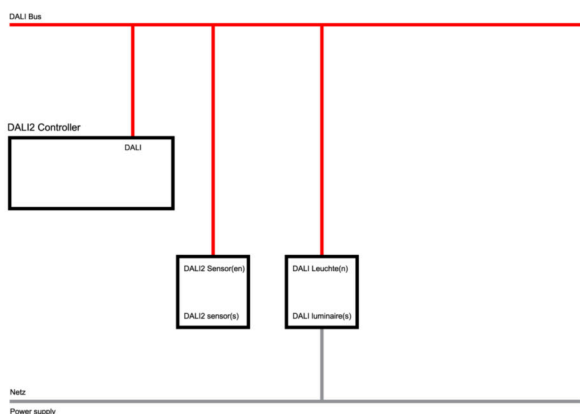 DALI Bus
DALI2 Controller
DALI
DALI2 Sensor(en)
DALI2 sensor(s)
DALI Leuchte(n)
DALI luminaire(s)
Netz
Power supply